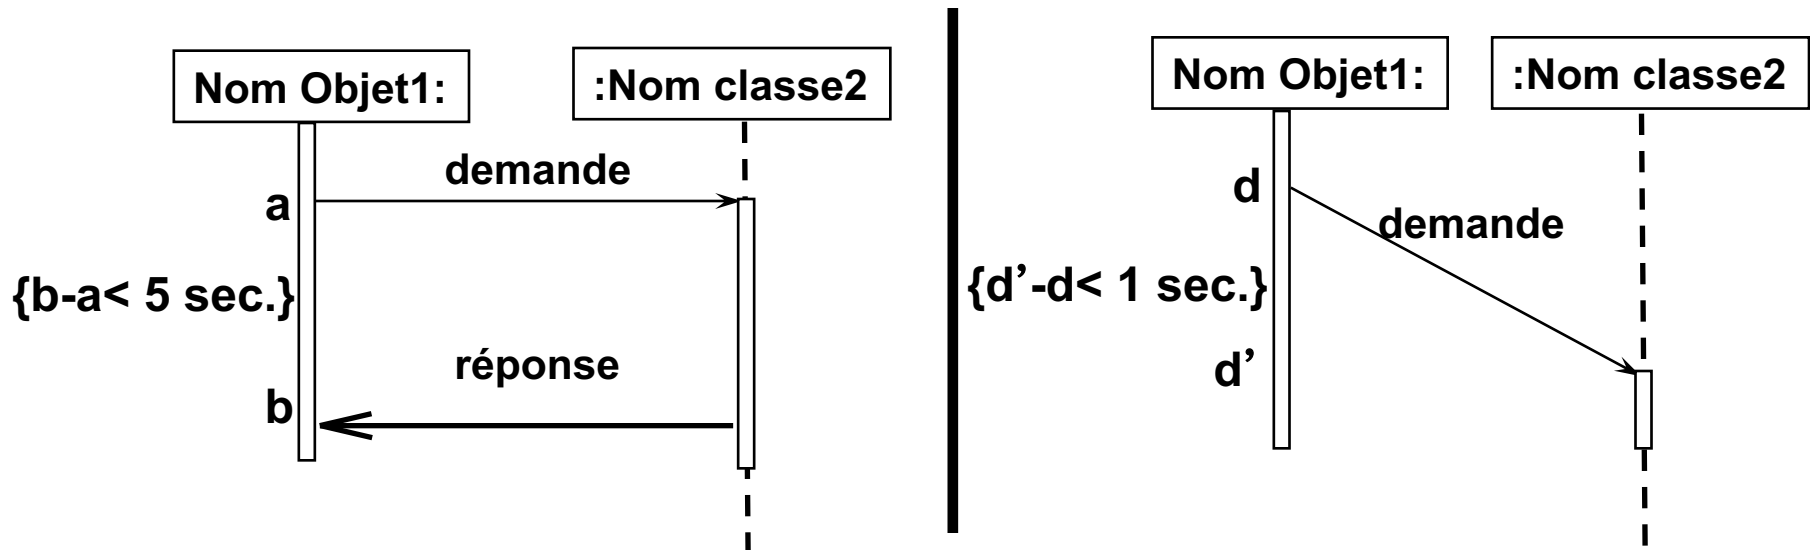 Nom Objet1:
:Nom classe2
demande
a
{b-a< 5 sec.}
réponse
b
Nom Objet1:
:Nom classe2
d
demande
{d’-d< 1 sec.}
d’